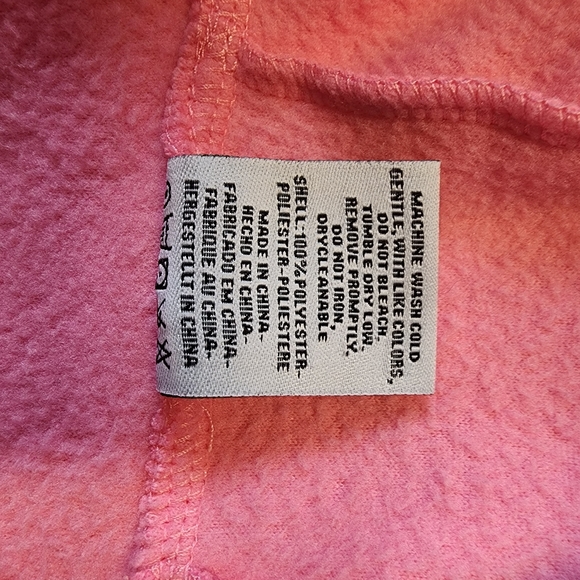 MACHINE WASH COLD
GENTLE, WITH LIKE COLORS,
DO NOT BLEACH,
TUMBLE DRY LOW.
REMOVE PROMPTLY.
DO NOT IRON,
DRYCLEANABLE
SHELL:100% POLYESTER-
POLIESTER-POLIESTERE
MADE IN CHINA-
HECHO EN CHINA-
FABRICADO EM CHINA-
FABRIQUE AU CHINA-
HERGESTELLT IN CHINA